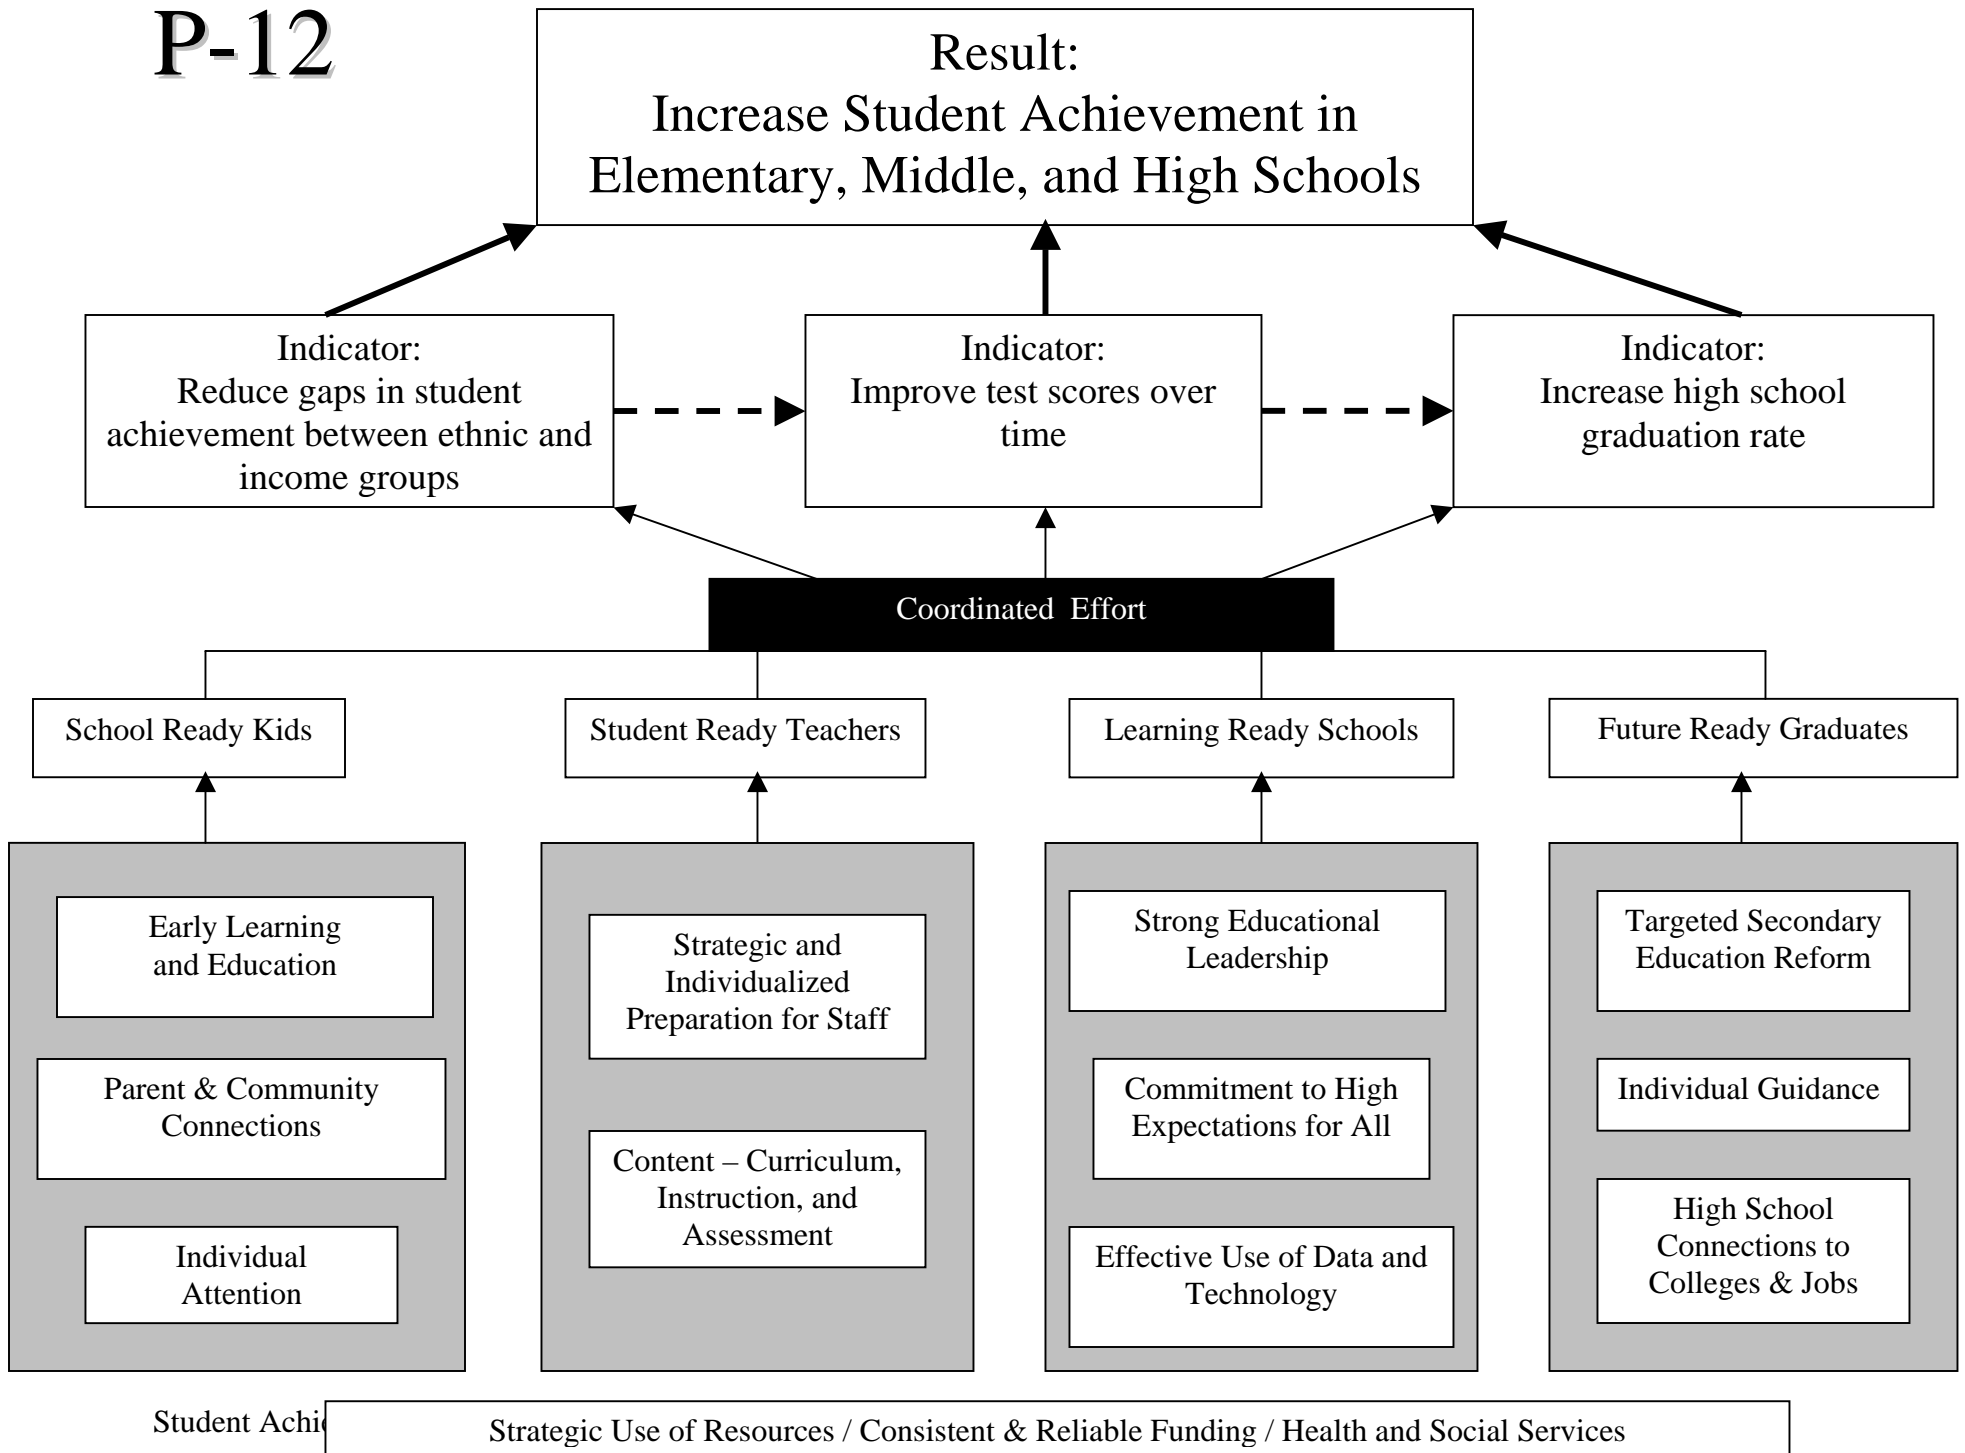 P-12
Result:
Increase Student Achievement in
Elementary, Middle, and High Schools
Indicator:
Reduce gaps in student
achievement between ethnic and
income groups
Indicator:
Improve test scores over
time
Indicator:
Increase high school
graduation rate
Coordinated Effort
School Ready Kids
Student Ready Teachers
Learning Ready Schools
Future Ready Graduates
Early Learning
and Education
Parent & Community
Connections
Individual
Attention
Strategic and
Individualized
Preparation for Staff
Content – Curriculum,
Instruction, and
Assessment
Strong Educational
Leadership
Commitment to High
Expectations for All
Effective Use of Data and
Technology
Targeted Secondary
Education Reform
Individual Guidance
High School
Connections to
Colleges & Jobs
Student
Strategic Use of Resources / Consistent & Reliable Funding / Health and Social Services